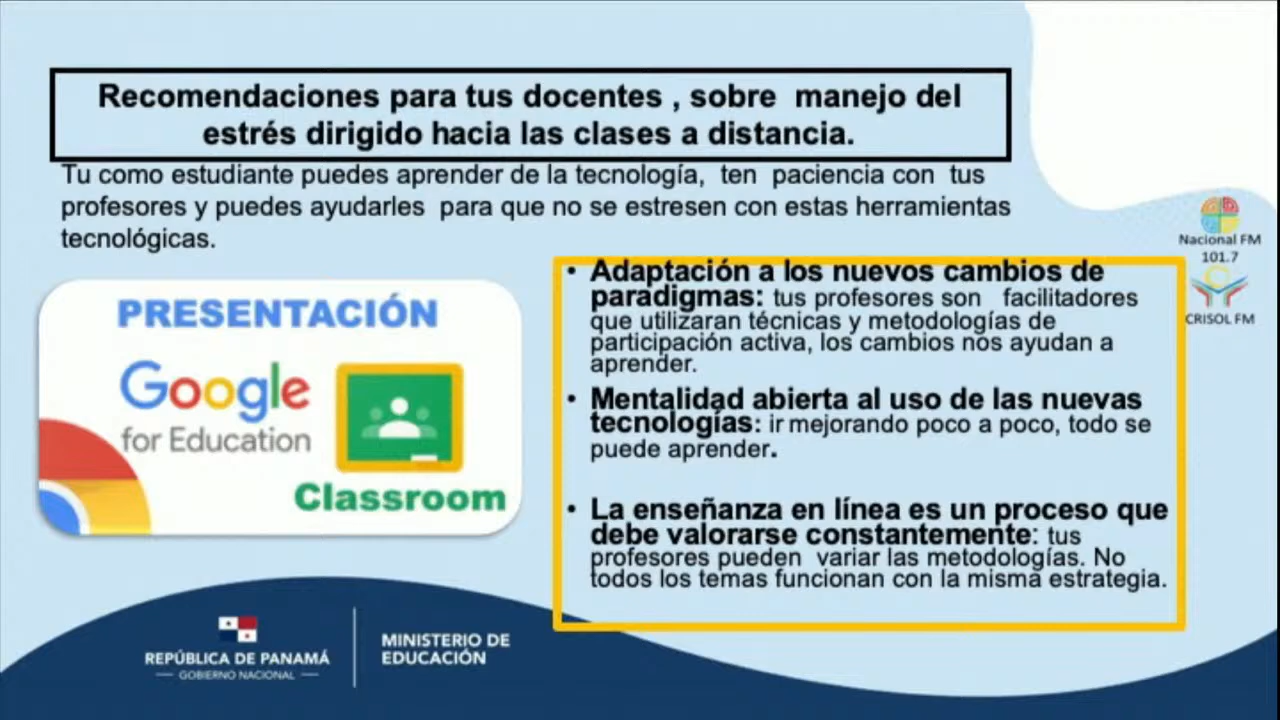 Recomendaciones para tus docentes , sobre manejo del
estrés dirigido hacia las clases a distancia.
Tu como estudiante puedes aprender de la tecnología, ten paciencia con tus
profesores y puedes ayudarles para que no se estresen con estas herramientas
tecnológicas.
PRESENTACIÓN
Google
for Education
Classroom
• Adaptación a los nuevos cambios de
paradigmas: tus profesores son facilitadores
que utilizaran técnicas y metodologías de
participación activa, los cambios nos ayudan a
aprender.
• Mentalidad abierta al uso de las nuevas
tecnologías: ir mejorando poco a poco, todo se
puede aprender.
• La enseñanza en línea es un proceso que
debe valorarse constantemente: tus
profesores pueden variar las metodologías. No
todos los temas funcionan con la misma estrategia.
Nacional FM
101.7
CRISOL FM
REPÚBLICA DE PANAMÁ
— GOBIERNO NACIONAL —
MINISTERIO DE
EDUCACIÓN